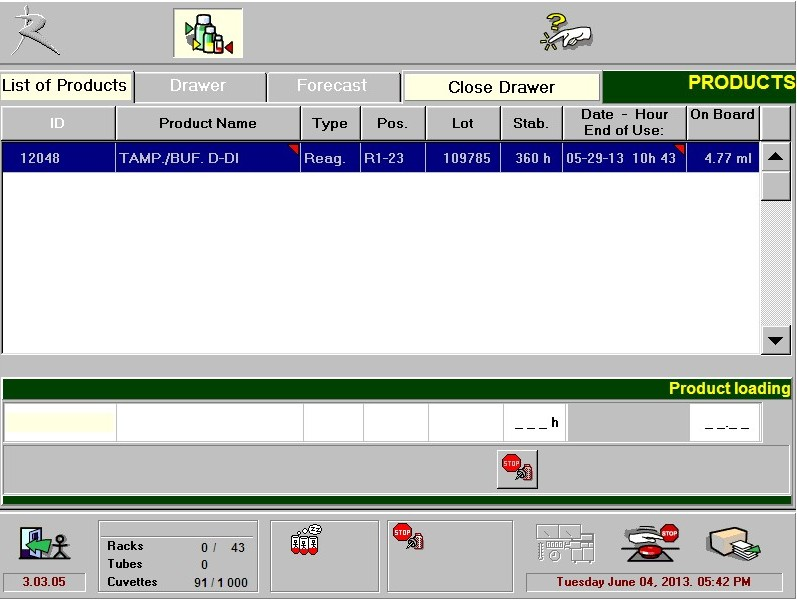 List of Products Drawer Forecast Close Drawer PRODUCTS
ID Product Name Type Pos. Lot Stab. Date - Hour End of Use: On Board
12048 TAMP./BUF. D-DI Reag. R1-23 109785 360 h 05-29-13 10h 43 4.77 ml
Product loading
_ _ _ h _ _._ _
STOP
Racks 0 / 43
Tubes 0
Cuvettes 91 / 1 000
STOP
STOP
3.03.05
Tuesday June 04, 2013. 05:42 PM